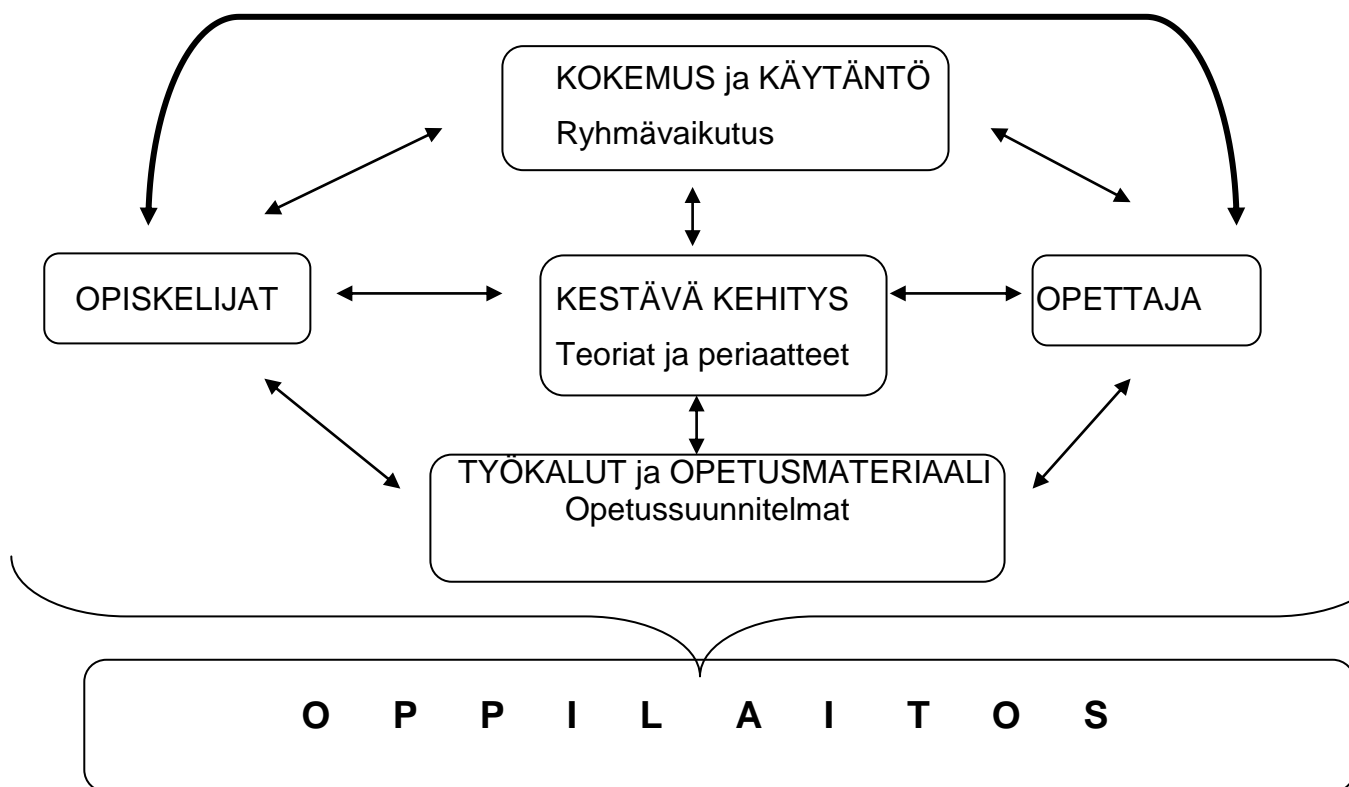 KOKEMUS ja KÄYTÄNTÖ
Ryhmävaikutus
OPISKELIJAT
KESTÄVÄ KEHITYS
Teoriat ja periaatteet
OPETTAJA
TYÖKALUT ja OPETUSMATERIAALI
Opetussuunnitelmat
O P P I L A I T O S